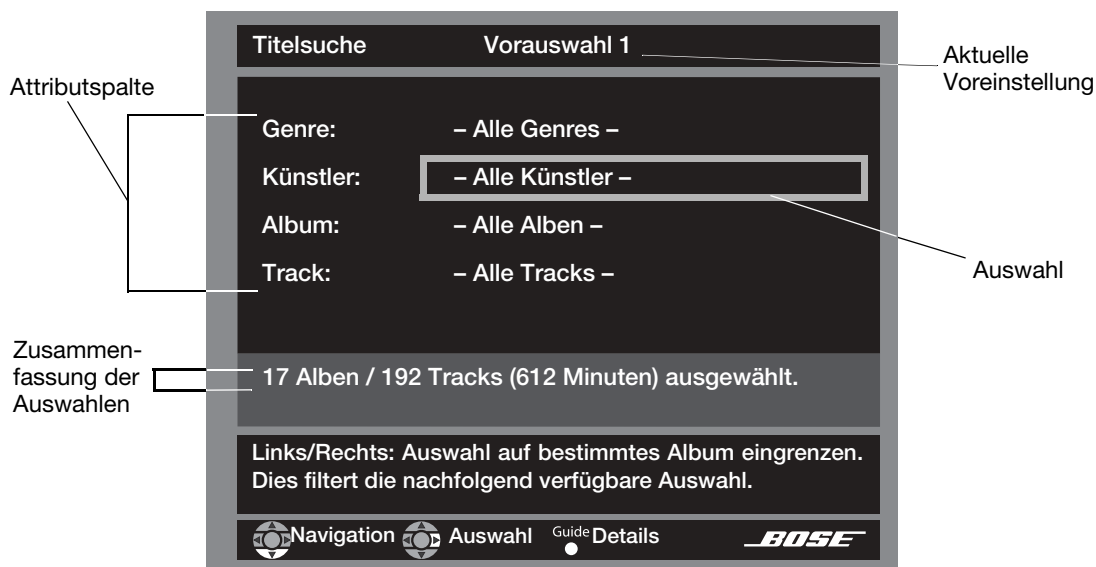 Titelsuche Vorauswahl 1
Aktuelle
Voreinstellung
Attributspalte
Genre: – Alle Genres –
Künstler: – Alle Künstler –
Album: – Alle Alben –
Track: – Alle Tracks –
Auswahl
Zusammen-
fassung der
Auswahlen
17 Alben / 192 Tracks (612 Minuten) ausgewählt.
Links/Rechts: Auswahl auf bestimmtes Album eingrenzen.
Dies filtert die nachfolgend verfügbare Auswahl.
Navigation Auswahl Guide Details BOSE